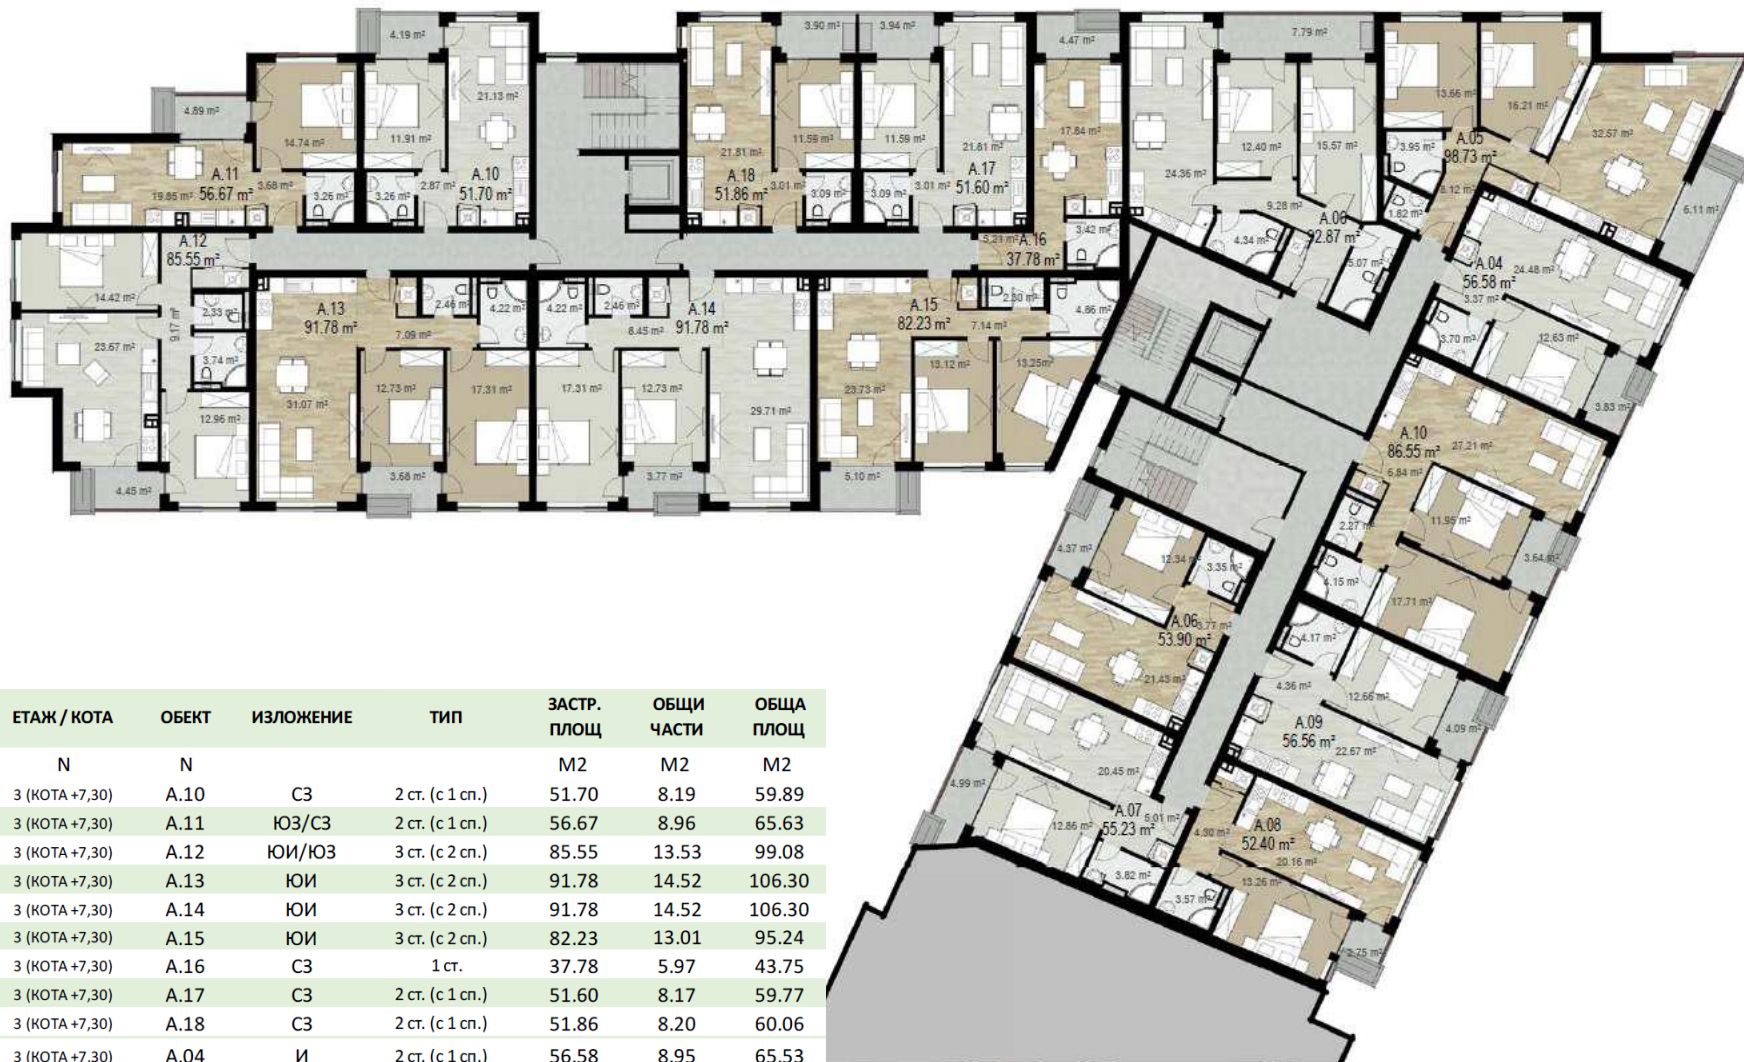 4.19 m²
3.90 m²
3.94 m²
4.47 m²
7.79 m²
4.89 m²
14.74 m²
11.91 m²
21.13 m²
21.81 m²
11.59 m²
11.59 m²
21.81 m²
17.84 m²
24.36 m²
12.40 m²
15.57 m²
13.66 m²
16.21 m²
32.57 m²
A.11
56.67 m²
19.85 m²
3.68 m²
3.26 m²
3.26 m²
2.87 m²
A.10
51.70 m²
A.18
51.86 m²
3.01 m²
3.09 m²
3.09 m²
3.01 m²
A.17
51.60 m²
5.21 m²
A.16
37.78 m²
3.42 m²
9.28 m²
4.34 m²
92.87 m²
5.07 m²
3.95 m²
A.05
98.73 m²
8.12 m²
1.82 m²
6.11 m²
A.12
85.55 m²
14.42 m²
2.33 m²
9.17 m²
3.74 m²
23.67 m²
12.96 m²
4.45 m²
A.13
91.78 m²
2.46 m²
4.22 m²
7.09 m²
12.73 m²
17.31 m²
31.07 m²
3.68 m²
4.22 m²
2.46 m²
A.14
91.78 m²
8.45 m²
17.31 m²
12.73 m²
29.71 m²
3.77 m²
A.15
82.23 m²
2.30 m²
4.86 m²
7.14 m²
13.12 m²
13.25m²
23.73 m²
5.10 m²
A.04
56.58 m²
24.48 m²
3.37 m²
3.70 m²
12.63 m²
3.83 m²
A.10
86.55 m²
27.21 m²
6.84 m²
2.27 m²
11.95 m²
3.64 m²
4.15 m²
17.71 m²
4.37 m²
12.34 m²
3.35 m²
A.06
3.77 m²
53.90 m²
21.43 m²
4.17 m²
4.36 m²
12.66 m²
A.09
56.56 m²
22.67 m²
4.09 m²
20.45 m²
4.99 m²
12.86 m²
A.07
55.23 m²
5.01 m²
3.82 m²
4.30 m²
A.08
52.40 m²
20.16 m²
13.26 m²
3.57 m²
2.75 m²
ЕТАЖ / КОТА ОБЕКТ ИЗЛОЖЕНИЕ ТИП ЗАСТР. ПЛОЩ ОБЩИ ЧАСТИ ОБЩА ПЛОЩ
N N М2 М2 М2
3 (КОТА +7,30) А.10 СЗ 2 ст. (с 1 сп.) 51.70 8.19 59.89
3 (КОТА +7,30) А.11 ЮЗ/СЗ 2 ст. (с 1 сп.) 56.67 8.96 65.63
3 (КОТА +7,30) А.12 ЮИ/ЮЗ 3 ст. (с 2 сп.) 85.55 13.53 99.08
3 (КОТА +7,30) А.13 ЮИ 3 ст. (с 2 сп.) 91.78 14.52 106.30
3 (КОТА +7,30) А.14 ЮИ 3 ст. (с 2 сп.) 91.78 14.52 106.30
3 (КОТА +7,30) А.15 ЮИ 3 ст. (с 2 сп.) 82.23 13.01 95.24
3 (КОТА +7,30) А.16 СЗ 1 ст. 37.78 5.97 43.75
3 (КОТА +7,30) А.17 СЗ 2 ст. (с 1 сп.) 51.60 8.17 59.77
3 (КОТА +7,30) А.18 СЗ 2 ст. (с 1 сп.) 51.86 8.20 60.06
3 (КОТА +7,30) А.04 И 2 ст. (с 1 сп.) 56.58 8.95 65.53